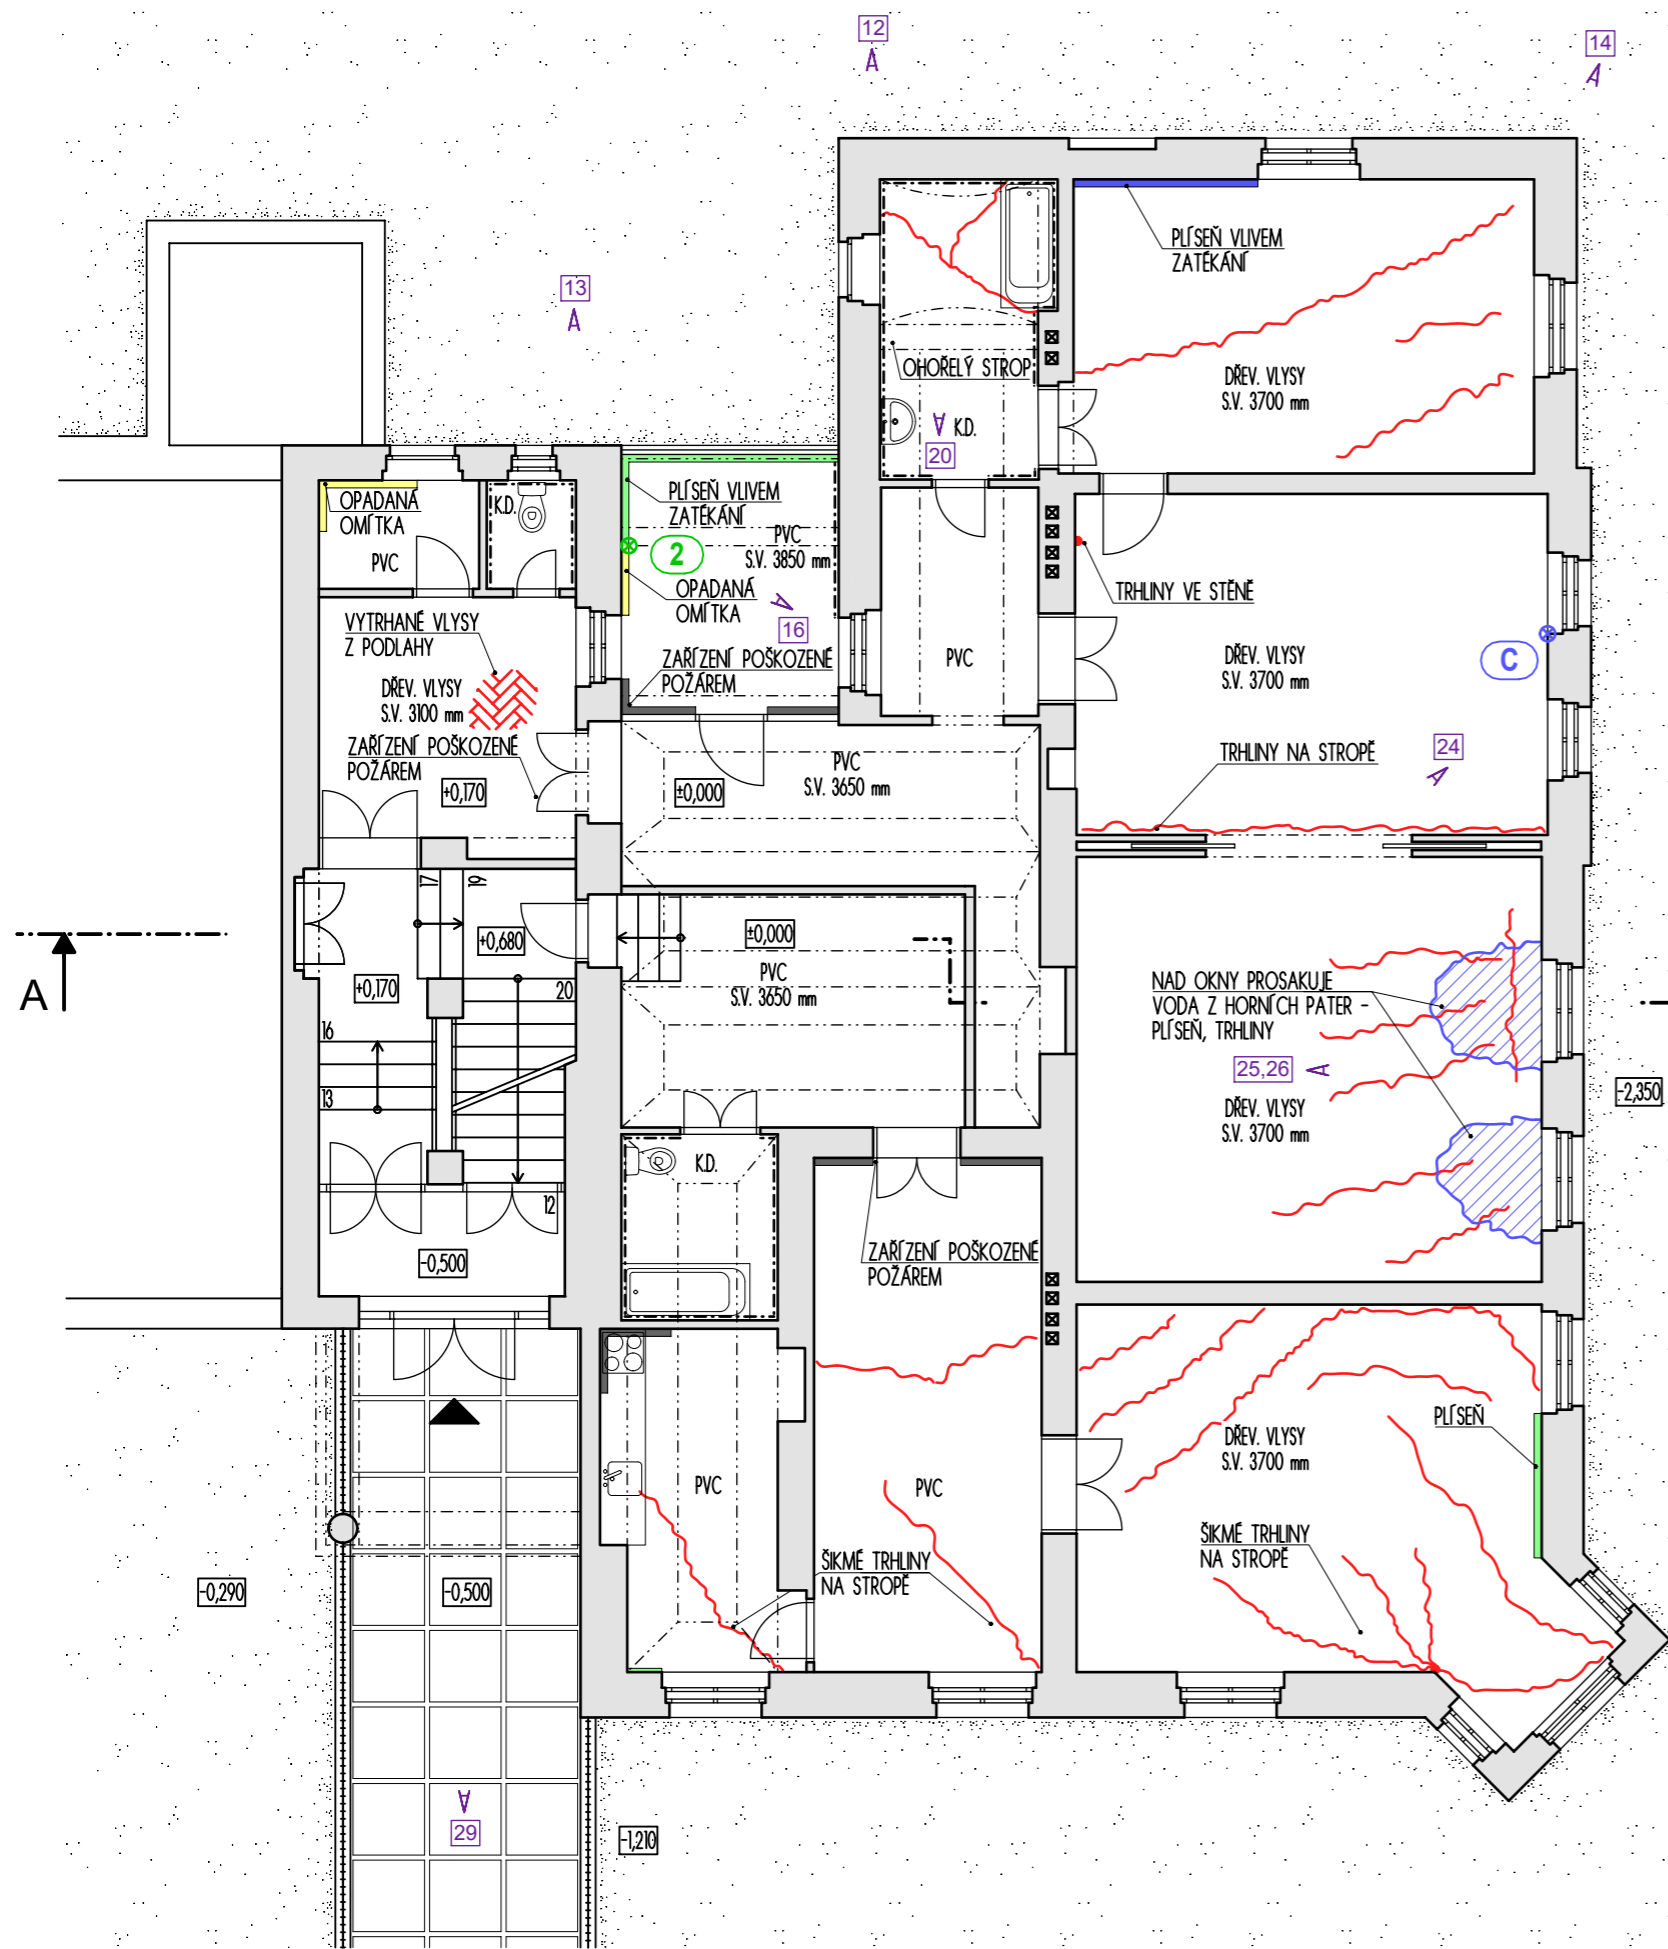 12
14
13
PLÍSEŇ VLIVEM
ZATÉKÁNÍ
OHOŘELÝ STROP
DŘEV. VLYSY
S.V. 3700 mm
K.D.
20
OPADANÁ
OMÍTKA
PVC
K.D.
PLÍSEŇ VLIVEM
ZATÉKÁNÍ
PVC
S.V. 3850 mm
2
OPADANÁ
OMÍTKA
16
TRHLINY VE STĚNĚ
VYTRHANÉ VLYSY
Z PODLAHY
DŘEV. VLYSY
S.V. 3100 mm
ZAŘÍZENÍ POŠKOZENÉ
POŽÁREM
PVC
DŘEV. VLYSY
S.V. 3700 mm
C
ZAŘÍZENÍ POŠKOZENÉ
POŽÁREM
+0,170
±0,000
PVC
S.V. 3650 mm
TRHLINY NA STROPĚ
24
17
19
+0,680
±0,000
PVC
S.V. 3650 mm
A
+0,170
20
16
13
NAD OKNY PROSAKUJE
VODA Z HORNÍCH PATER -
PLÍSEŇ, TRHLINY
25,26
DŘEV. VLYSY
S.V. 3700 mm
-2,350
K.D.
12
-0,500
ZAŘÍZENÍ POŠKOZENÉ
POŽÁREM
PLÍSEŇ
DŘEV. VLYSY
S.V. 3700 mm
PVC
PVC
ŠIKMÉ TRHLINY
NA STROPĚ
ŠIKMÉ TRHLINY
NA STROPĚ
-0,290
-0,500
29
-1,210